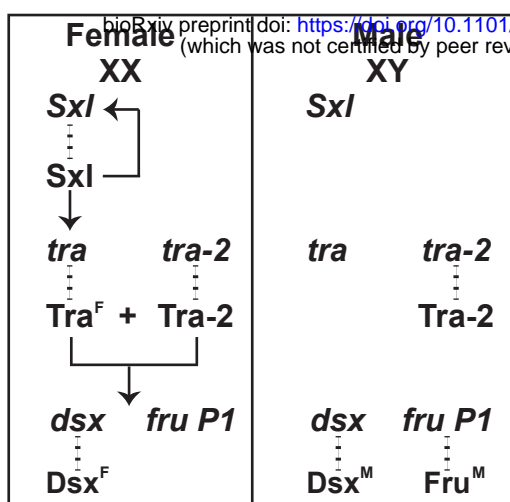 bioRxiv preprint doi: https://doi.org/10.1101/
(which was not certified by peer rev
Female Male
XX XY
Sxl Sxl
Sxl
tra tra-2 tra tra-2
TraF + Tra-2 Tra-2
dsx fru P1 dsx fru P1
DsxF DsxM FruM